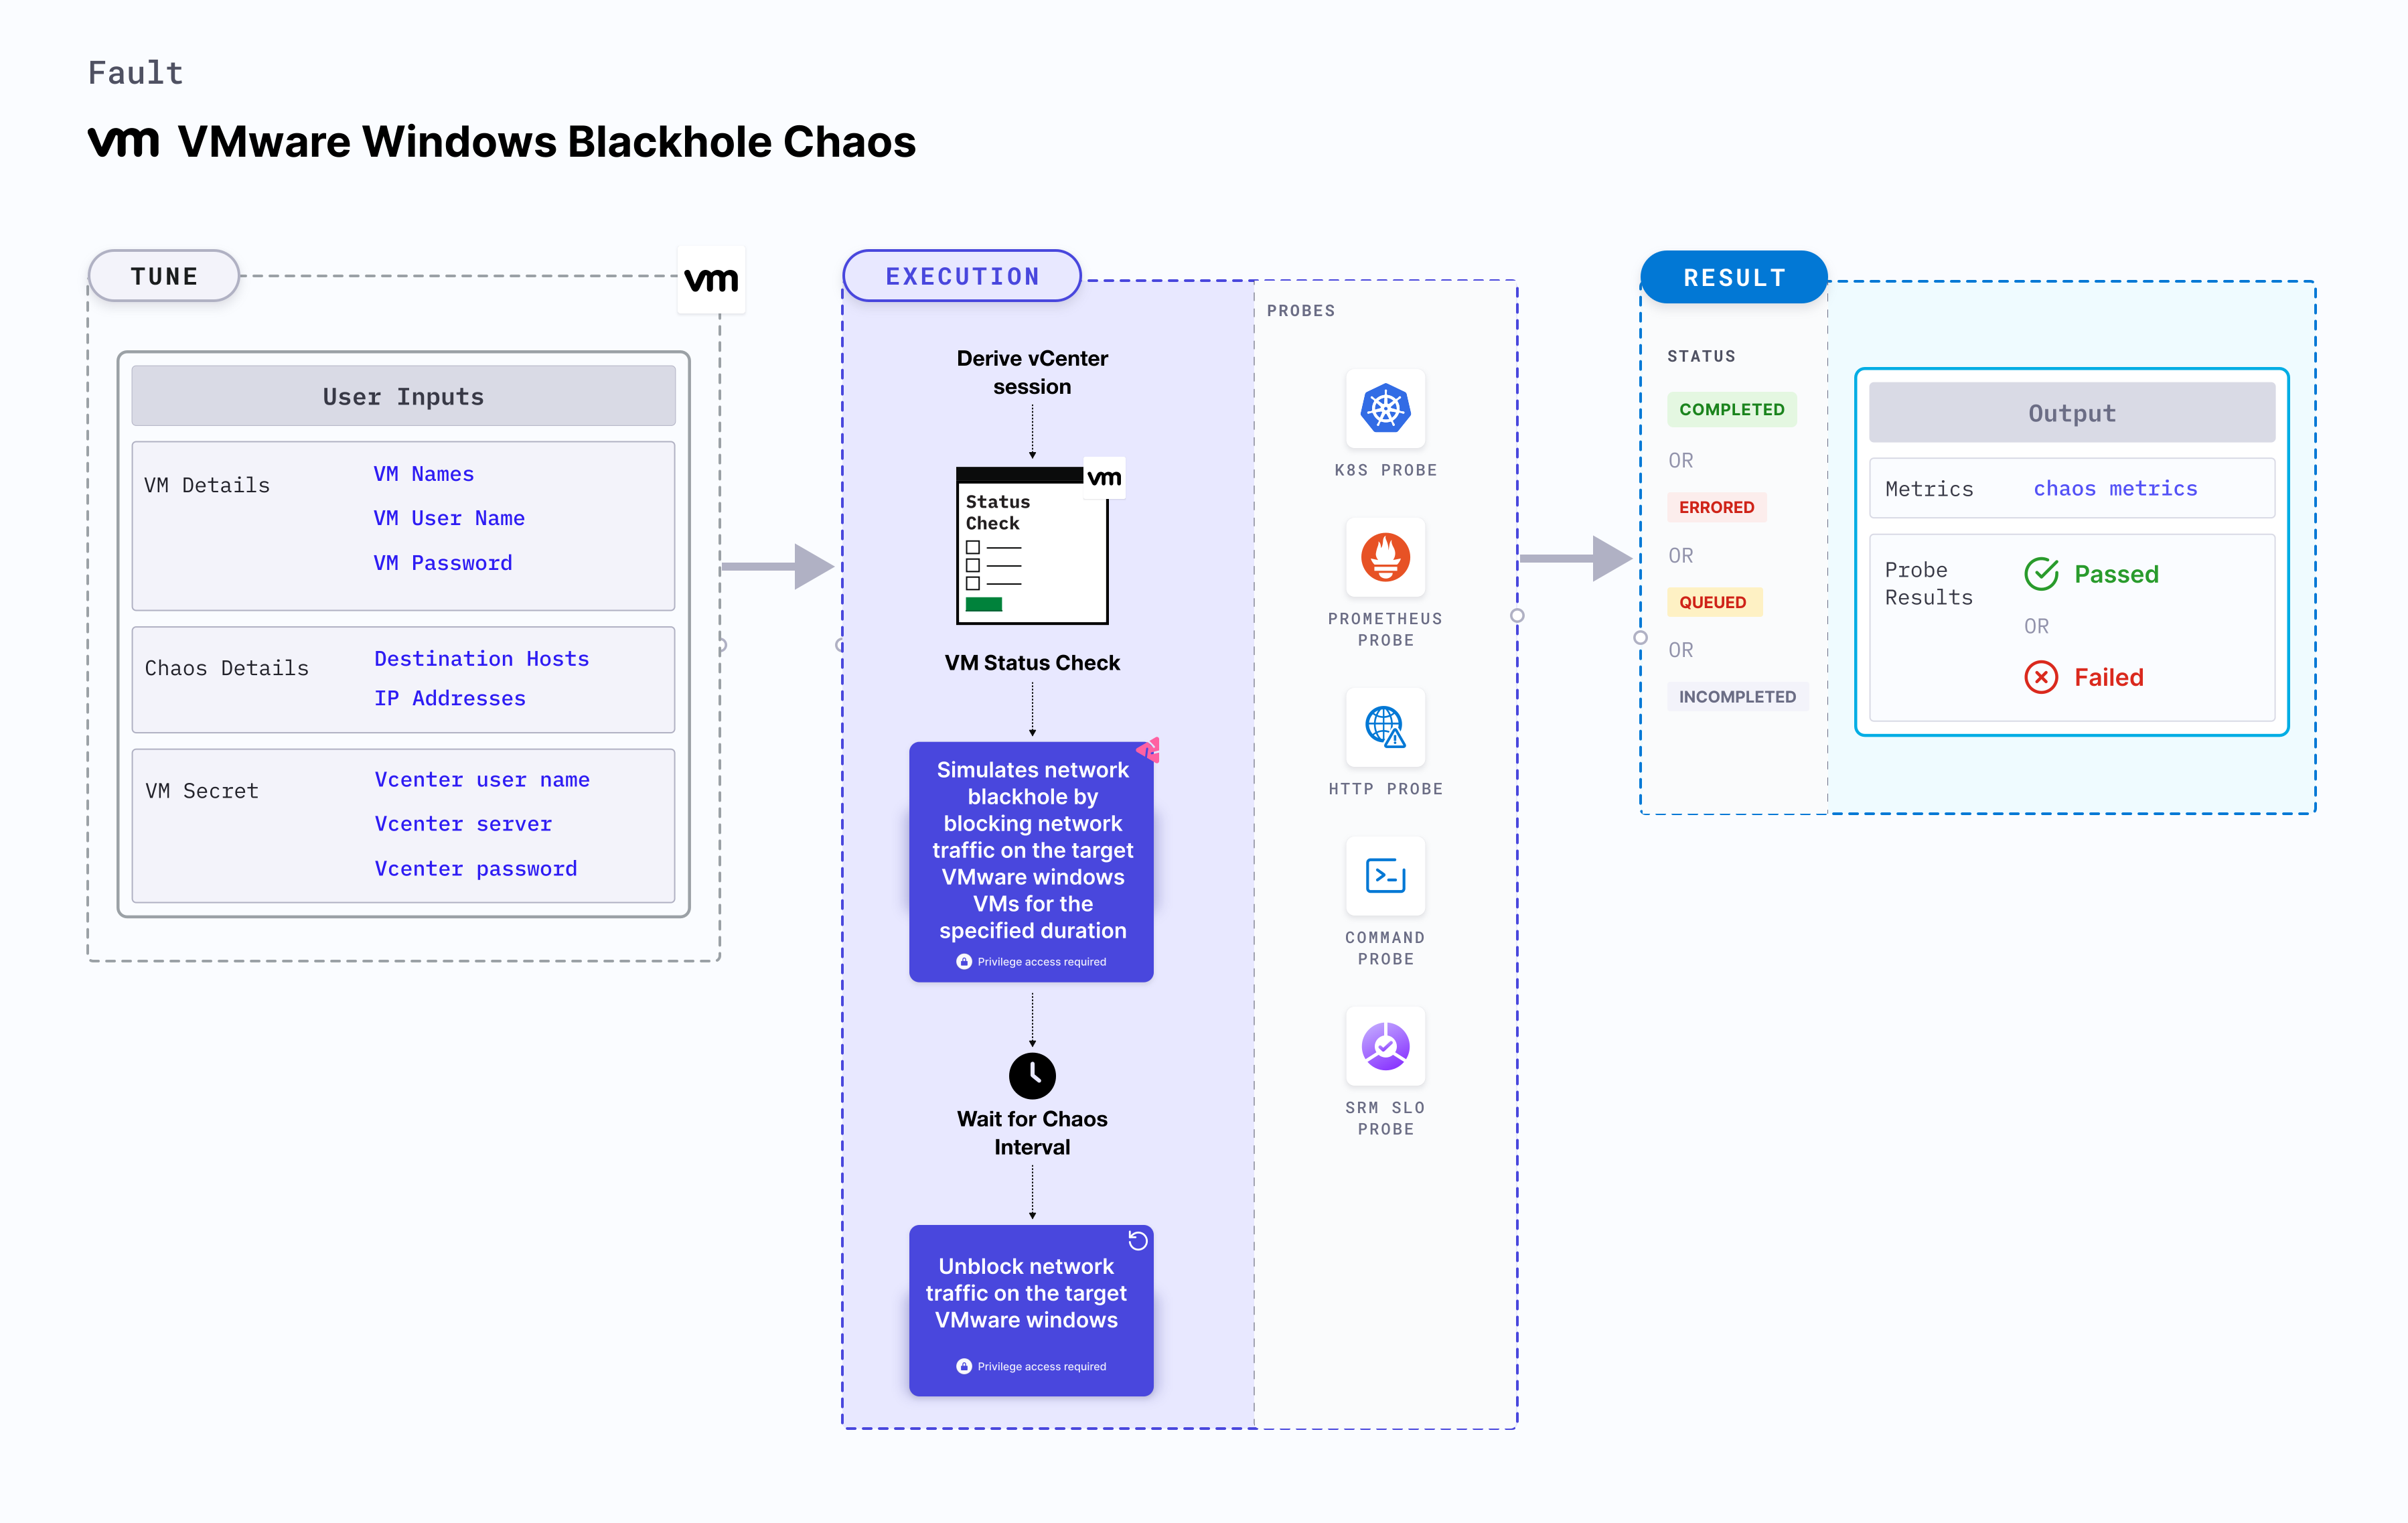 Fault
vm VMware Windows Blackhole Chaos
TUNE
vm
User Inputs
VM Details
VM Names
VM User Name
VM Password
Chaos Details
Destination Hosts
IP Addresses
VM Secret
Vcenter user name
Vcenter server
Vcenter password
EXECUTION
Derive vCenter
session
vm
Status
Check
VM Status Check
Simulates network
blackhole by
blocking network
traffic on the target
VMware windows
VMs for the
specified duration
Privilege access required
Wait for Chaos
Interval
Unblock network
traffic on the target
VMware windows
Privilege access required
PROBES
K8S PROBE
PROMETHEUS
PROBE
HTTP PROBE
COMMAND
PROBE
SRM SLO
PROBE
RESULT
STATUS
COMPLETED
OR
ERRORED
OR
QUEUED
OR
INCOMPLETED
Output
Metrics
chaos metrics
Probe
Results
Passed
OR
Failed